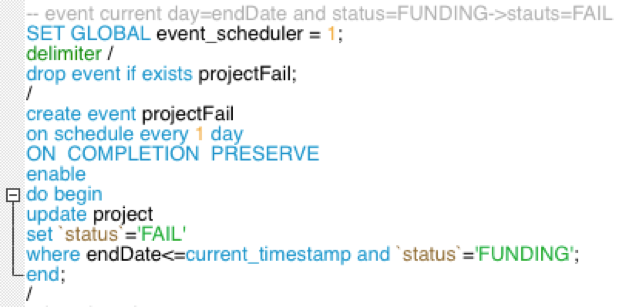 -- event current day=endDate and status=FUNDING->stauts=FAIL
SET GLOBAL event_scheduler = 1;
delimiter /
drop event if exists projectFail;
/
create event projectFail
on schedule every 1 day
ON  COMPLETION  PRESERVE
enable
do begin
update project
set `status`='FAIL'
where endDate<=current_timestamp and `status`='FUNDING';
end;
/